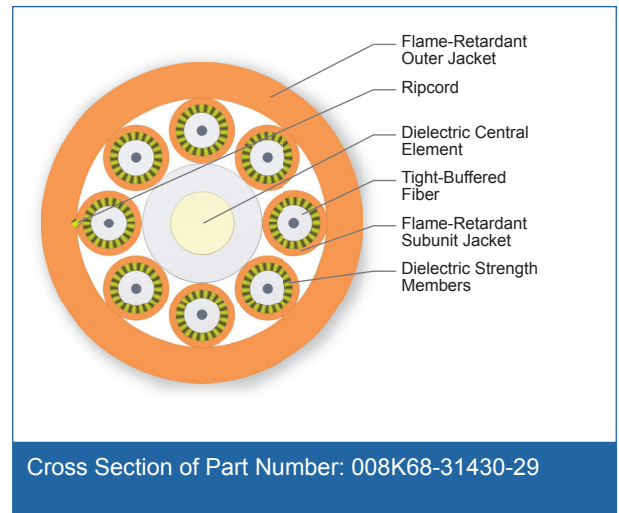 Flame-Retardant
Outer Jacket
Ripcord
Dielectric Central
Element
Tight-Buffered
Fiber
Flame-Retardant
Subunit Jacket
Dielectric Strength
Members
Cross Section of Part Number: 008K68-31430-29